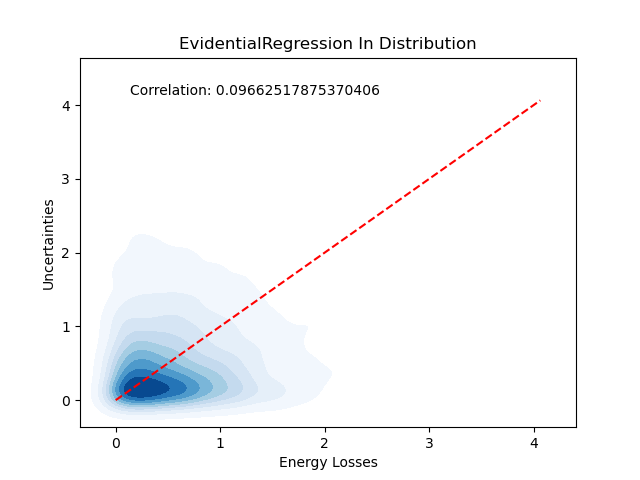 EvidentialRegression In Distribution
Correlation: 0.09662517875370406
4
3
2
1
0
Uncertainties
0 1 2 3 4
Energy Losses